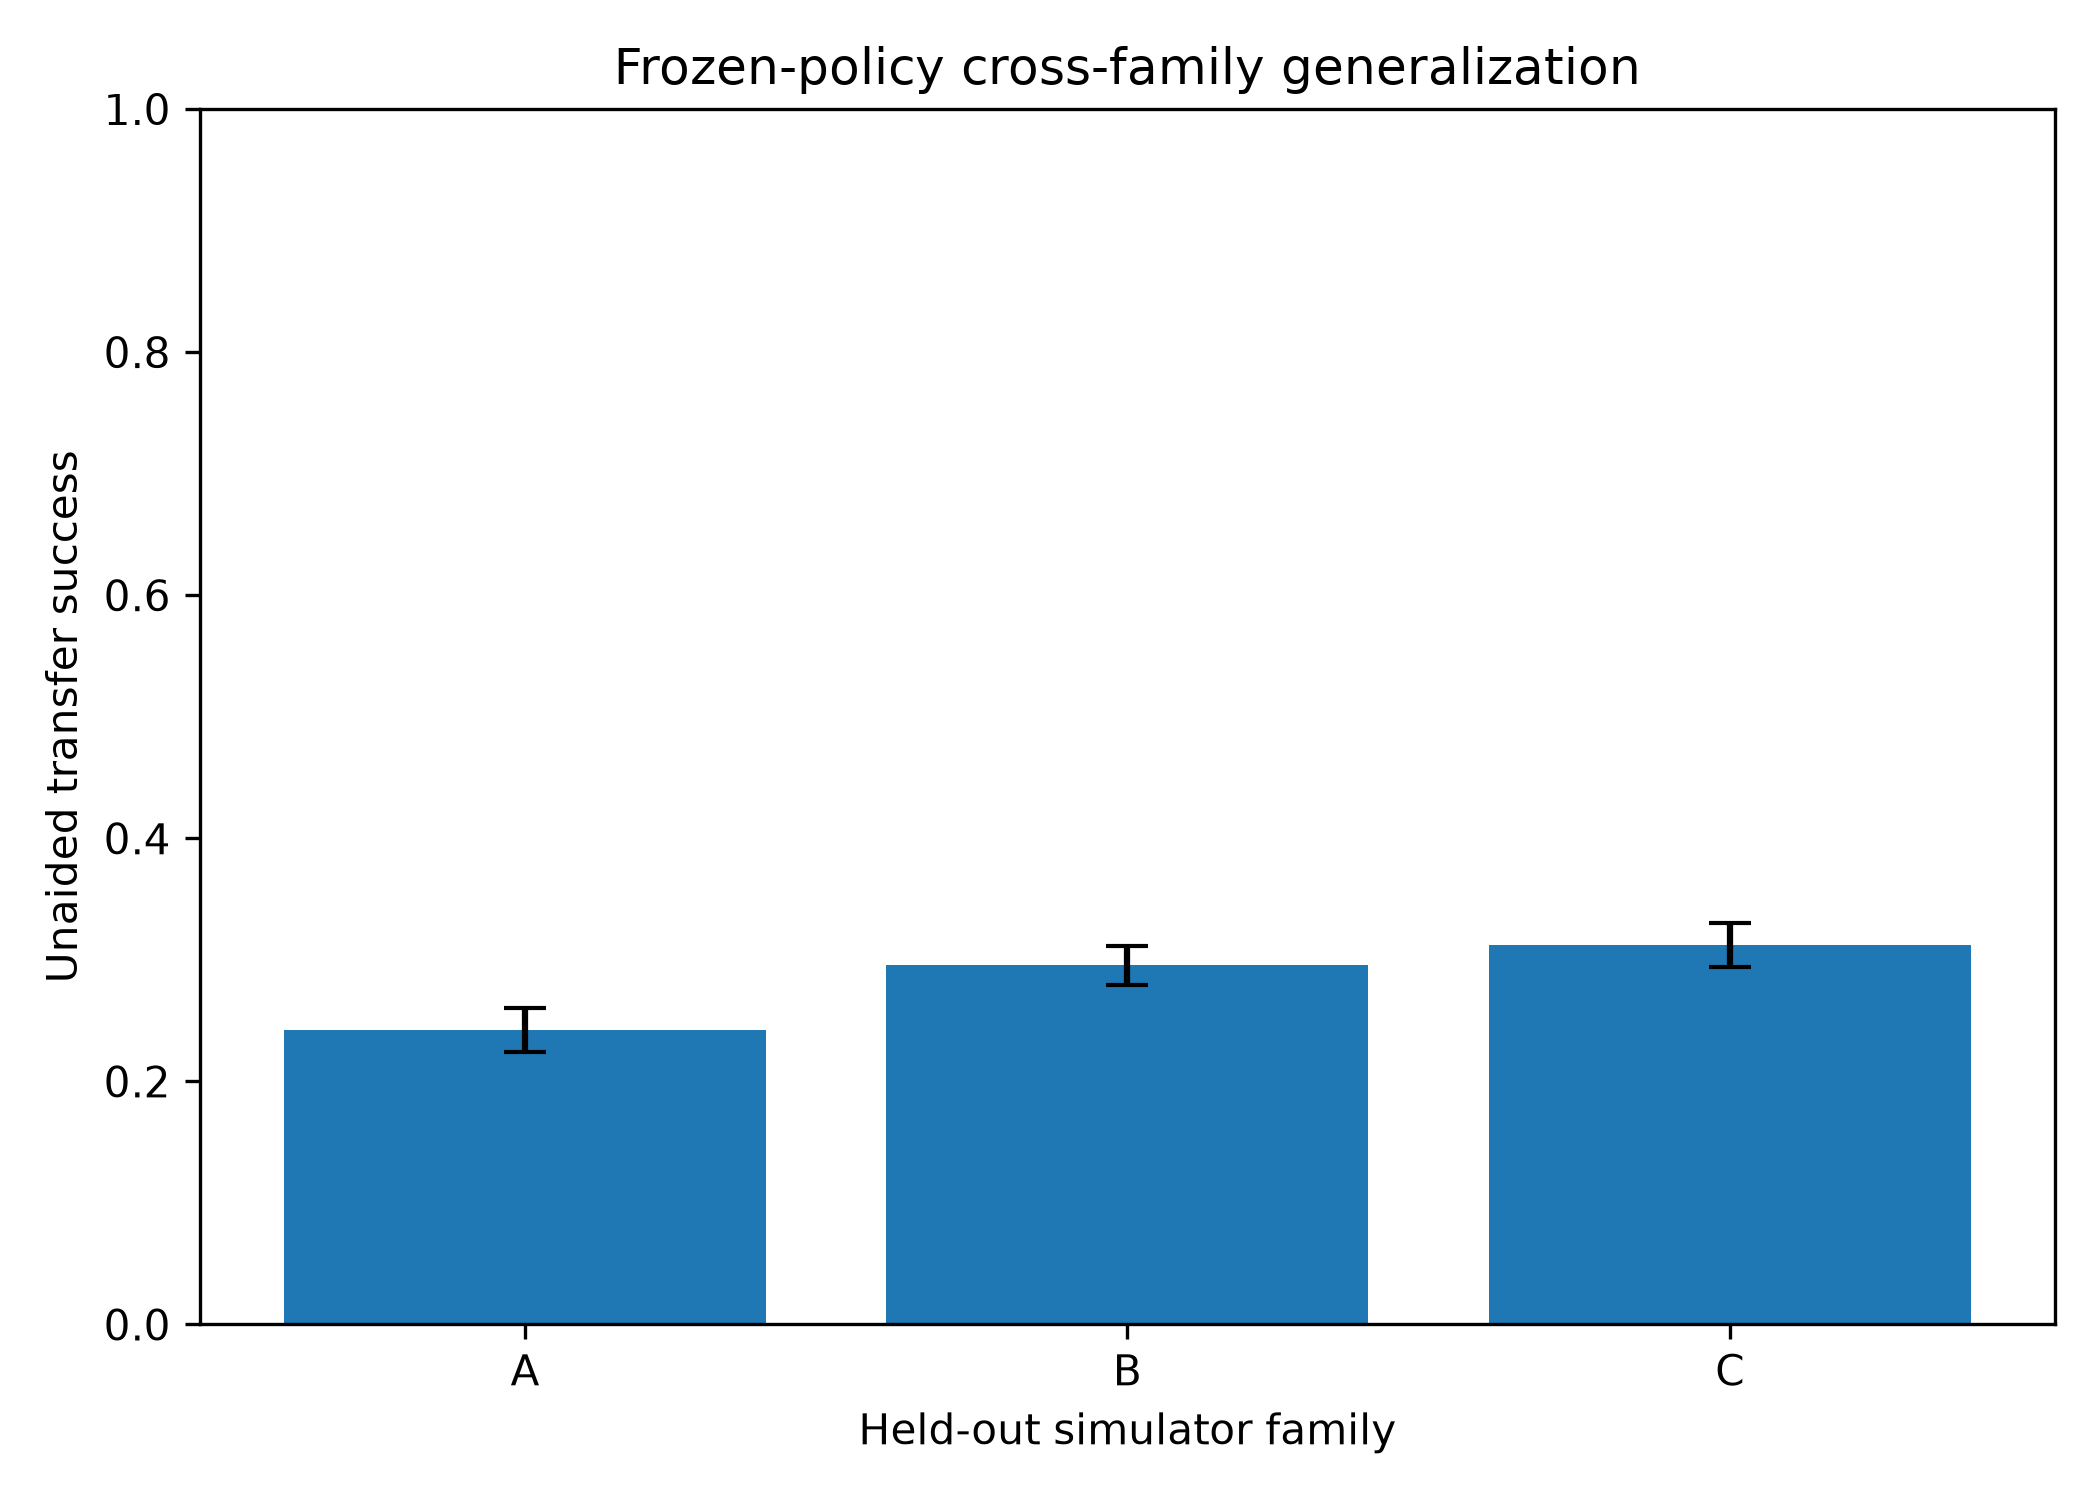 Frozen-policy cross-family generalization
1.0
0.8
0.6
0.4
0.2
0.0
Unaided transfer success
A B C
Held-out simulator family